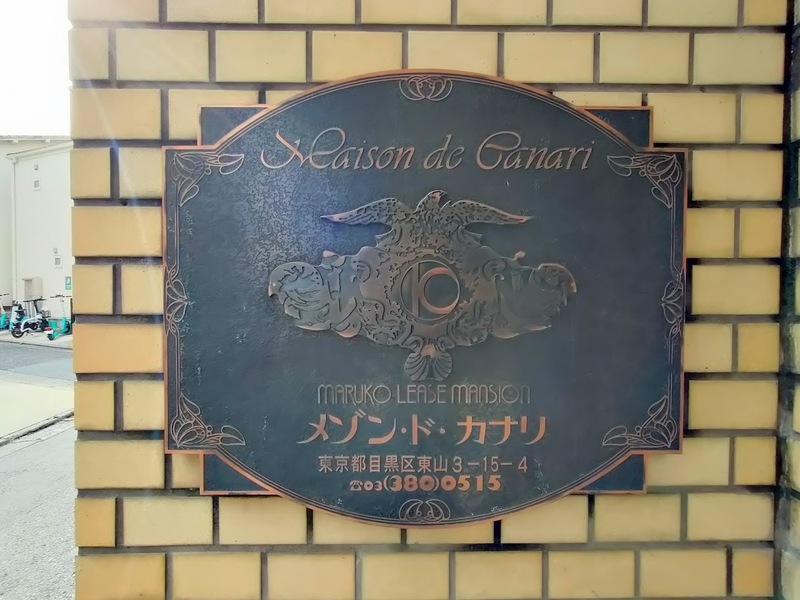 Maison de Canari
MARUKO LEASE MANSION
メゾン・ド・カナリ
東京都目黒区東山3-15-4
☎03(380)0515